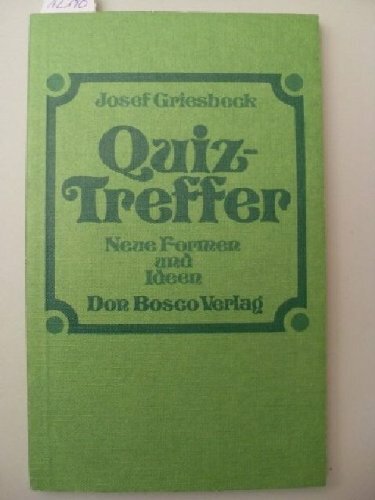 Josef Griesbeck
Quiz-
Treffer
Neue Formen
und
Ideen
Don Bosco Verlag